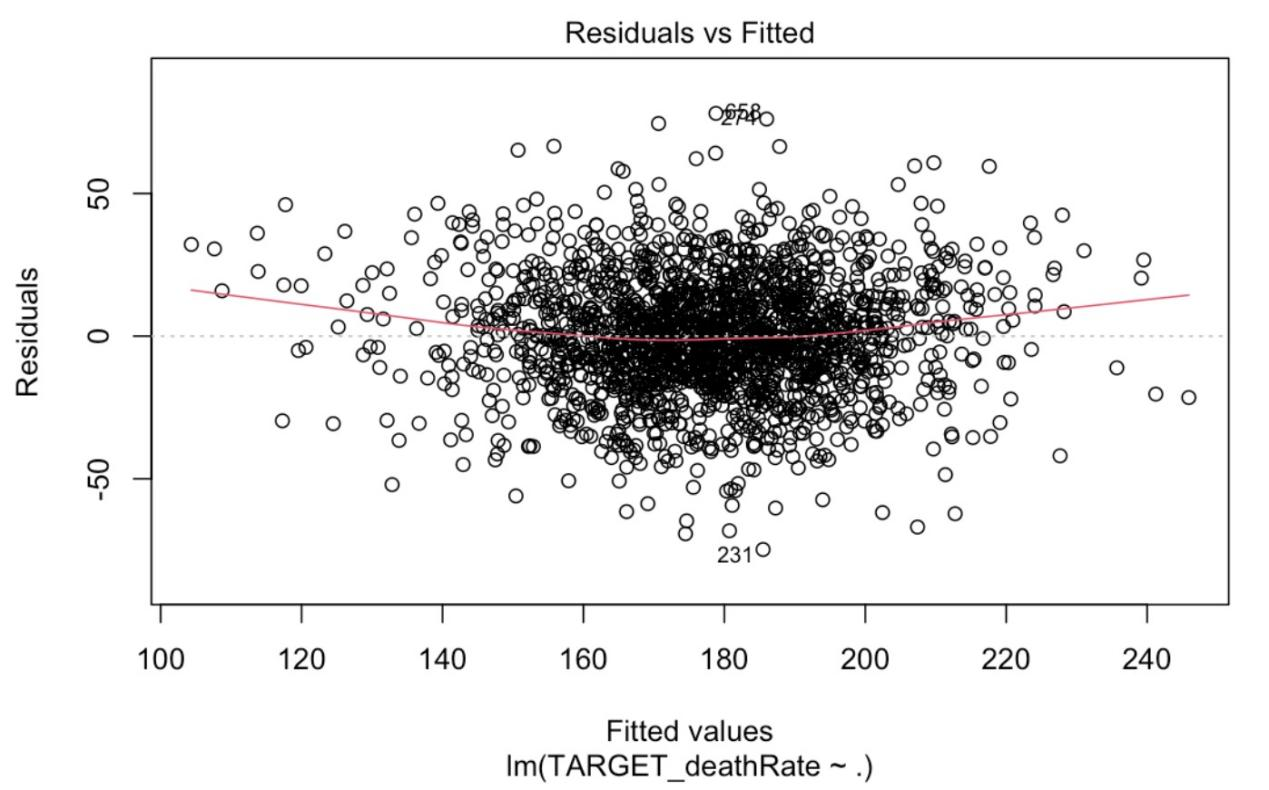 Residuals vs Fitted
658
274
50
0
-50
Residuals
231
100 120 140 160 180 200 220 240
Fitted values
lm(TARGET_deathRate ~ .)